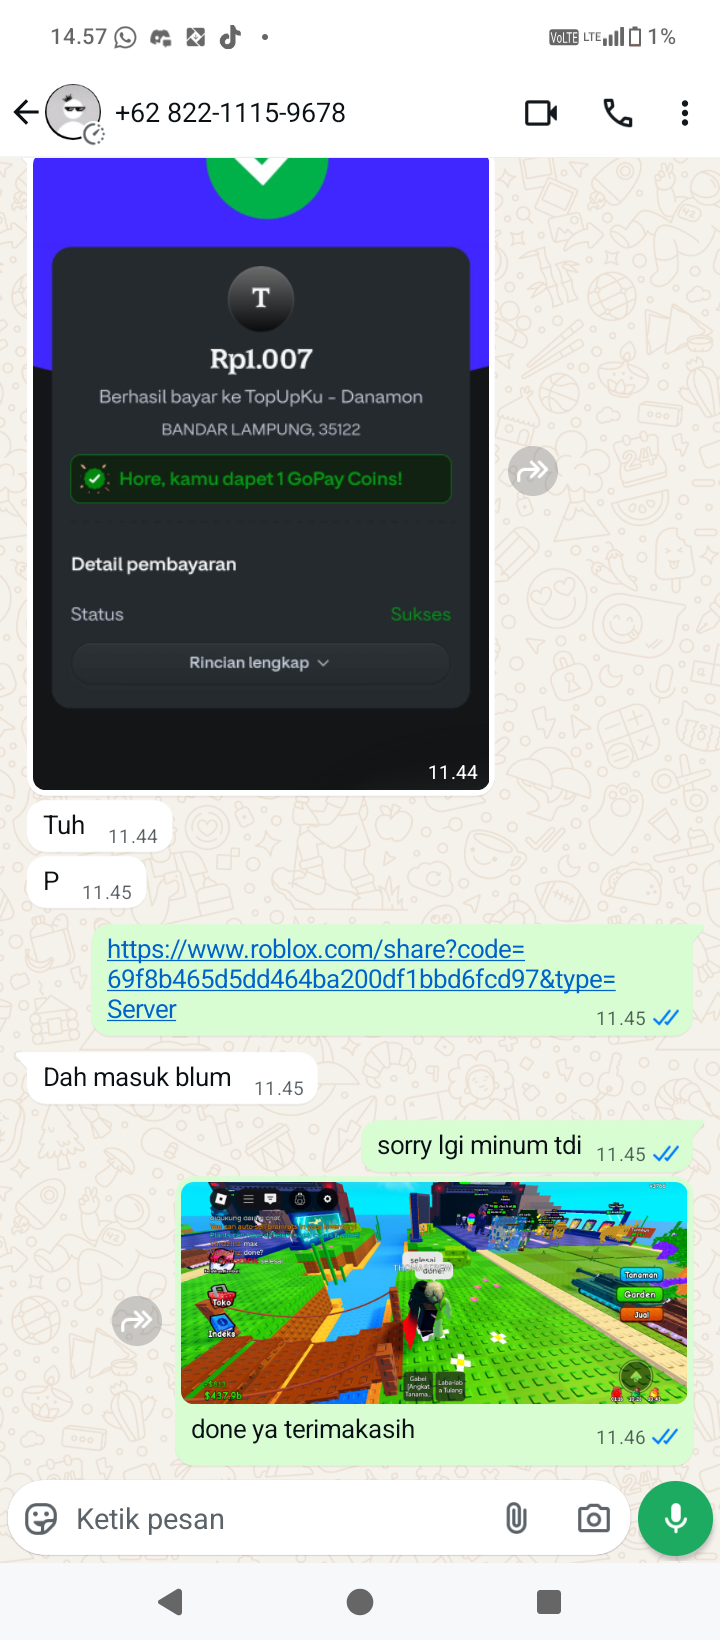 14.57
VoLTE LTE 1%
+62 822-1115-9678
T
Rp1.007
Berhasil bayar ke TopUpKu - Danamon
BANDAR LAMPUNG, 35122
Hore, kamu dapet 1 GoPay Coins!
Detail pembayaran
Status Sukses
Rincian lengkap
11.44
Tuh 11.44
P 11.45
https://www.roblox.com/share?code=
69f8b465d5dd464ba200df1bbd6fcd97&type=
Server
11.45
Dah masuk blum 11.45
sorry lgi minum tdi 11.45
max
done?
selesai
done?
Toko
Indeks
Tanaman
Garden
Jual
$437.9b
done ya terimakasih 11.46
Ketik pesan